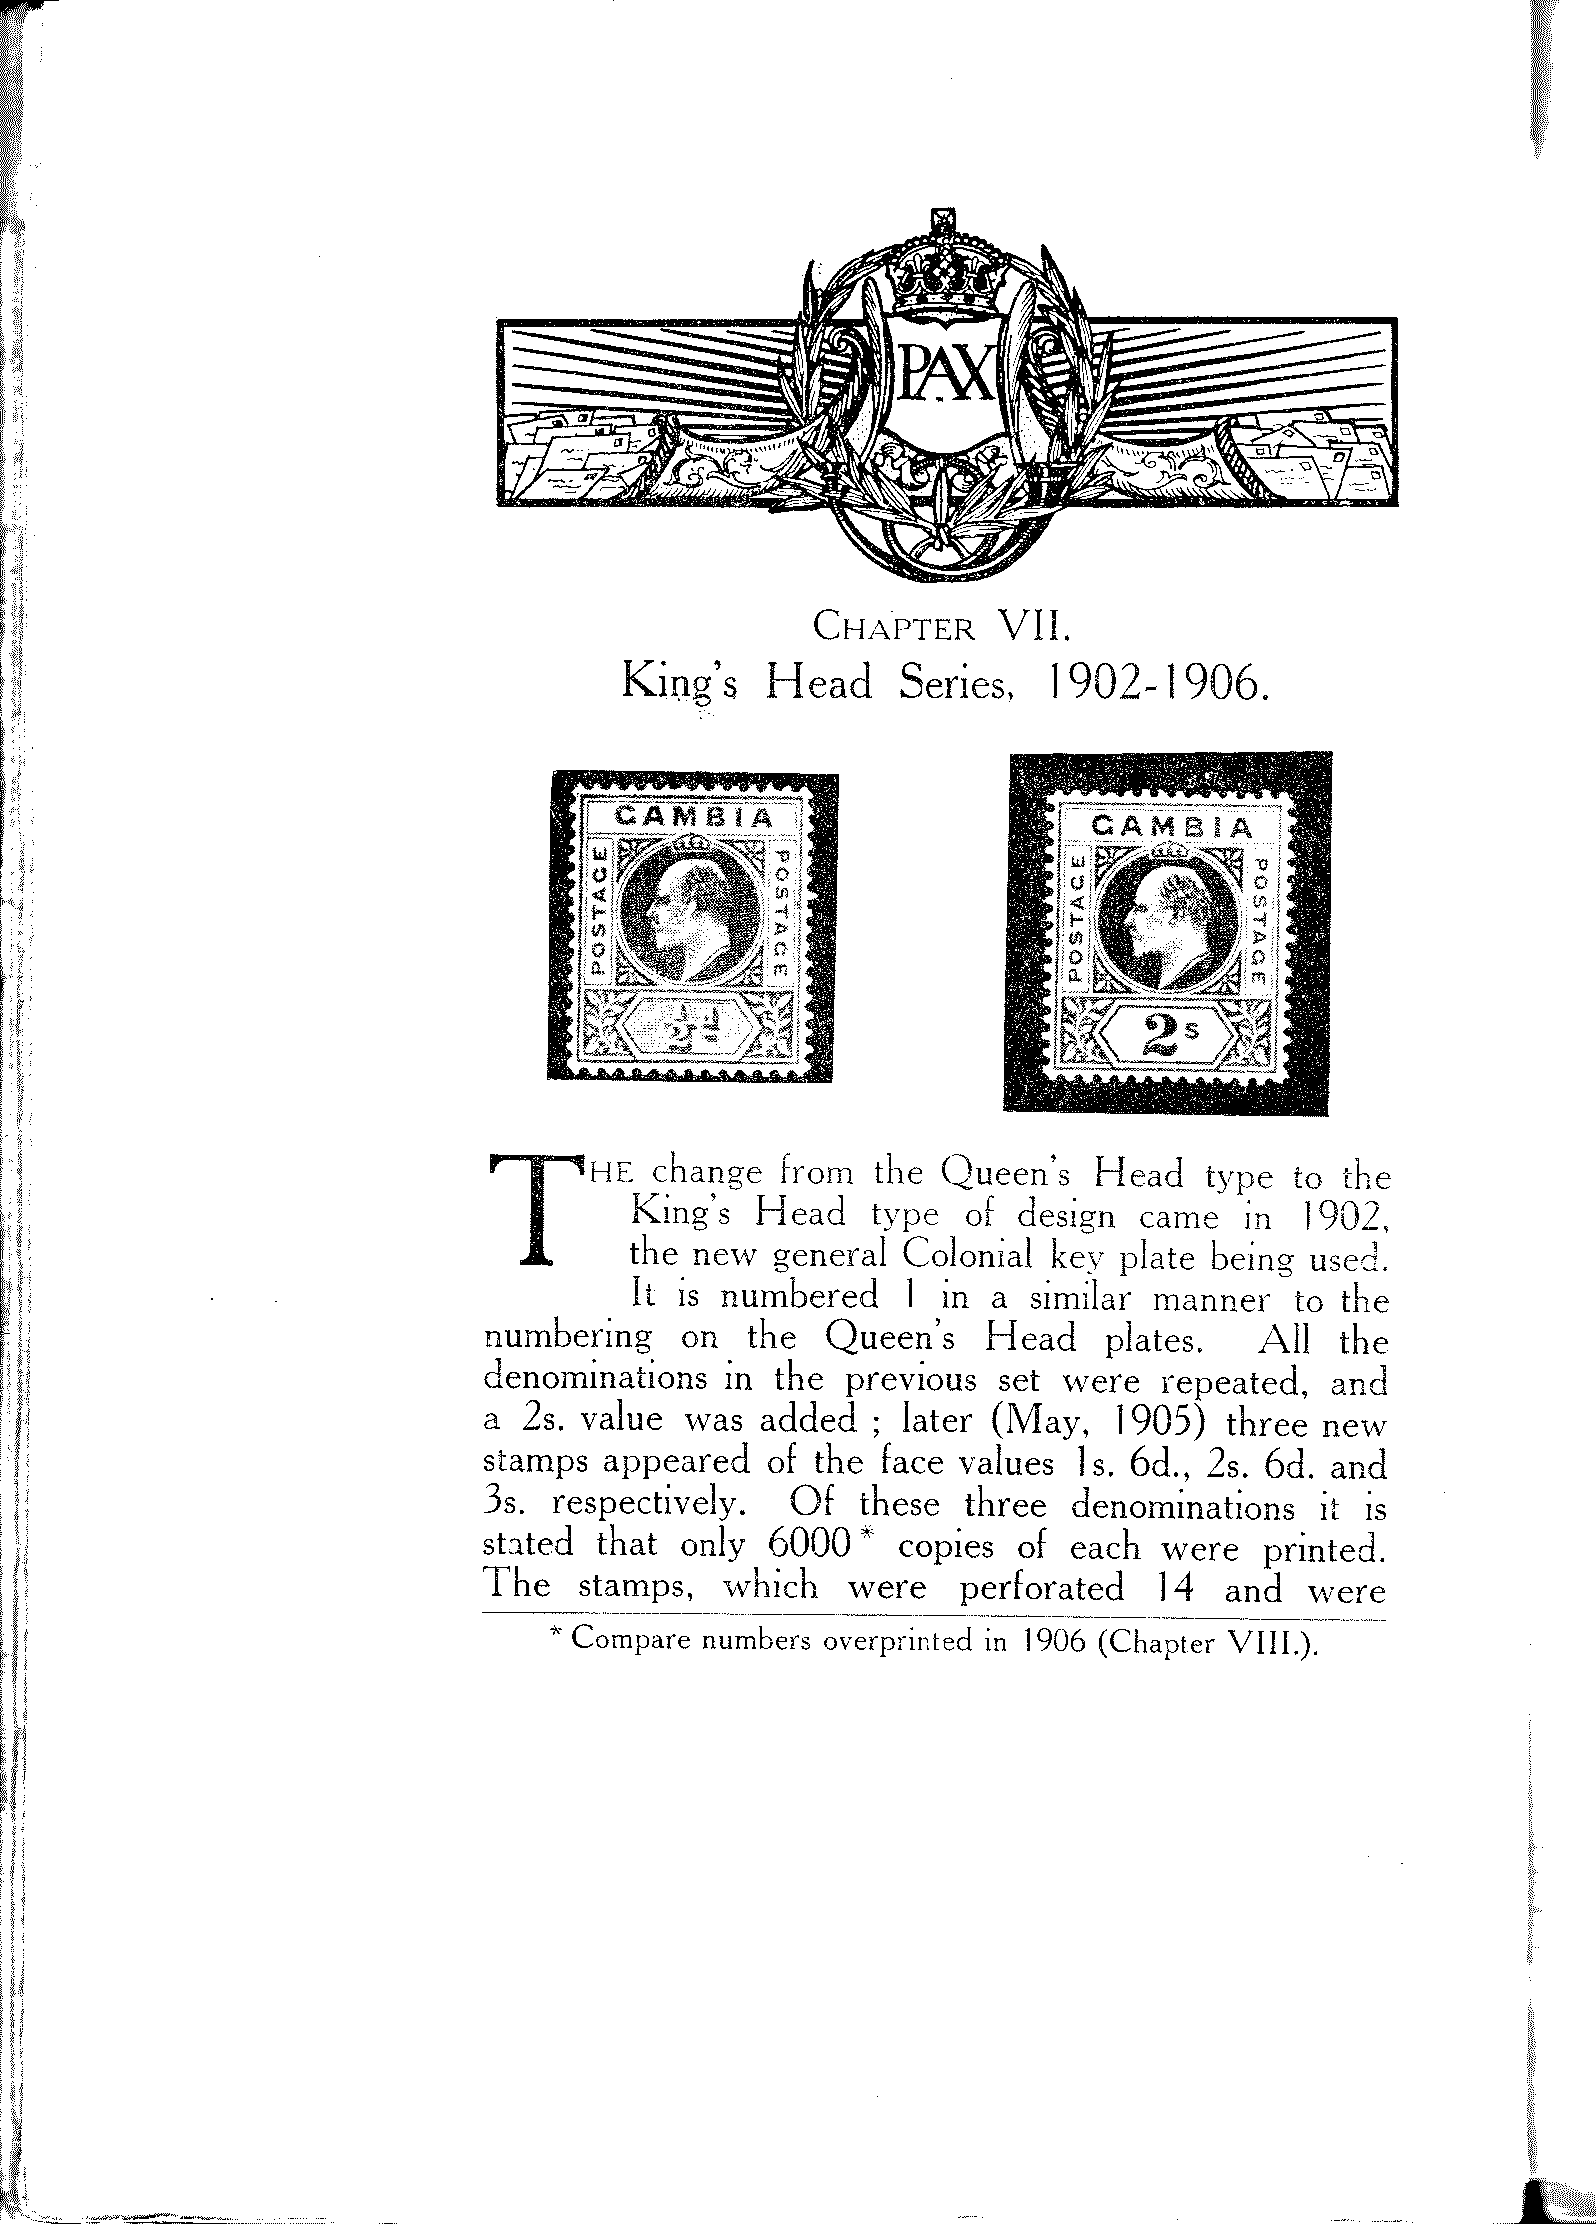 PAX
CHAPTER VII.
King's Head Series, 1902-1906.
GAMBIA
POSTAGE
POSTAGE
½d
GAMBIA
POSTAGE
POSTAGE
2s
THE change from the Queen's Head type to the
King's Head type of design came in 1902,
the new general Colonial key plate being used.
It is numbered 1 in a similar manner to the
numbering on the Queen's Head plates. All the
denominations in the previous set were repeated, and
a 2s. value was added ; later (May, 1905) three new
stamps appeared of the face values 1s. 6d., 2s. 6d. and
3s. respectively. Of these three denominations it is
stated that only 6000* copies of each were printed.
The stamps, which were perforated 14 and were
* Compare numbers overprinted in 1906 (Chapter VIII.).